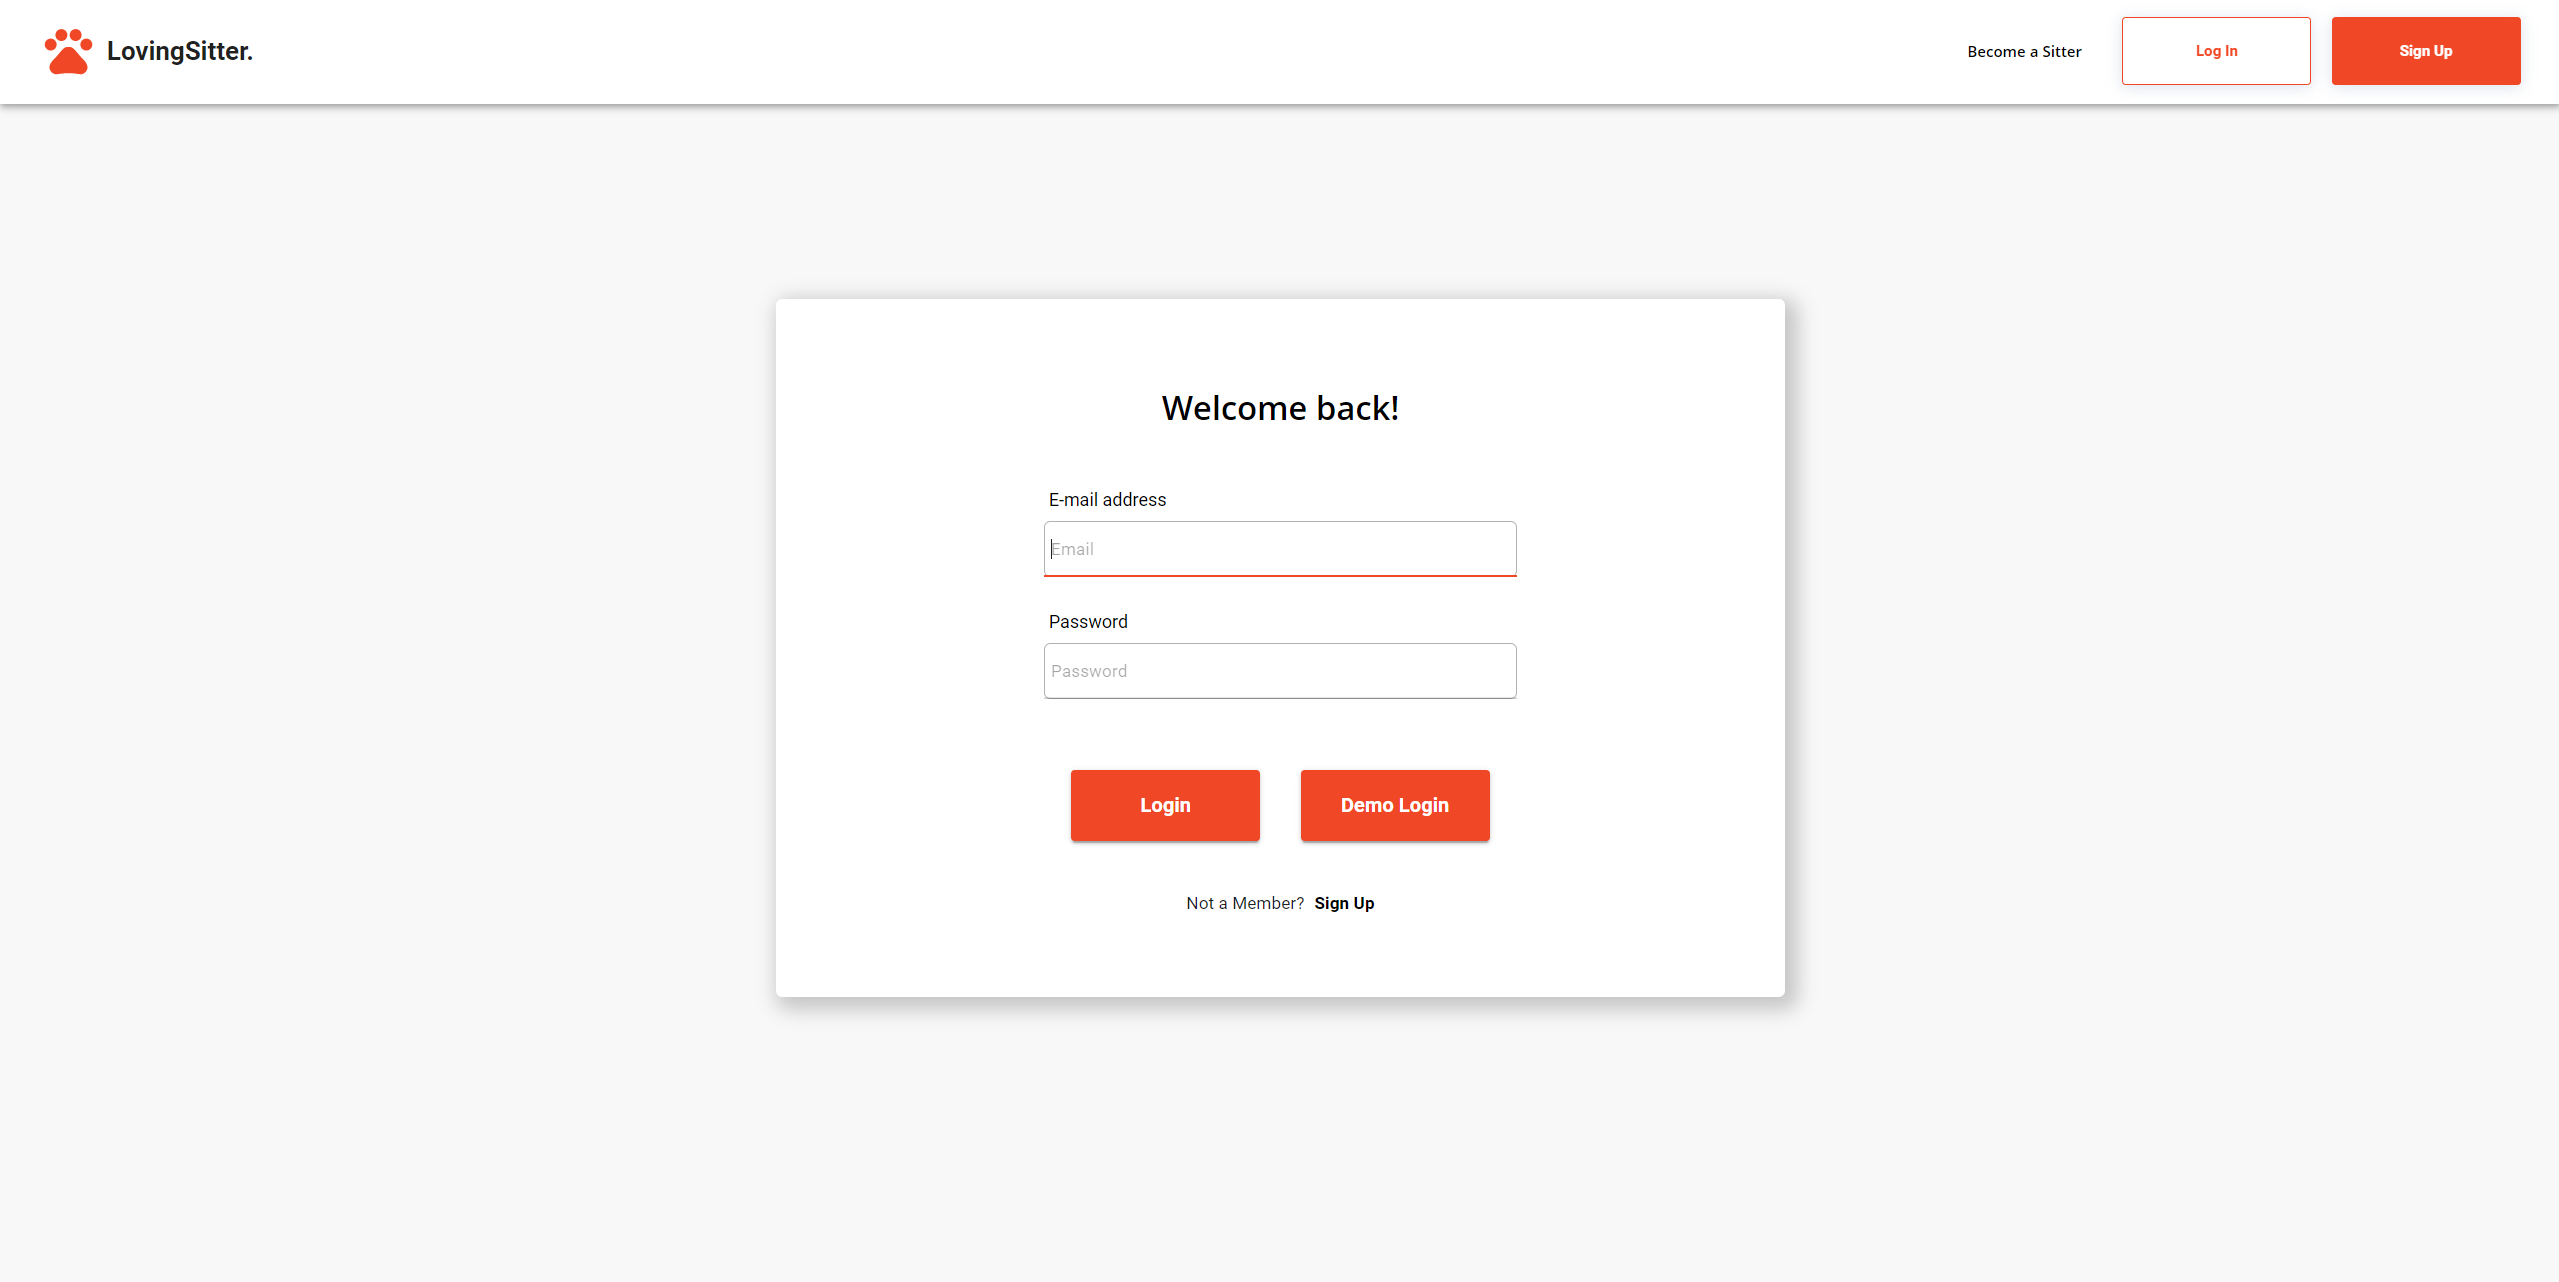 LovingSitter.
Become a Sitter
Log In
Sign Up
Welcome back!
E-mail address
Email
Password
Password
Login
Demo Login
Not a Member? Sign Up